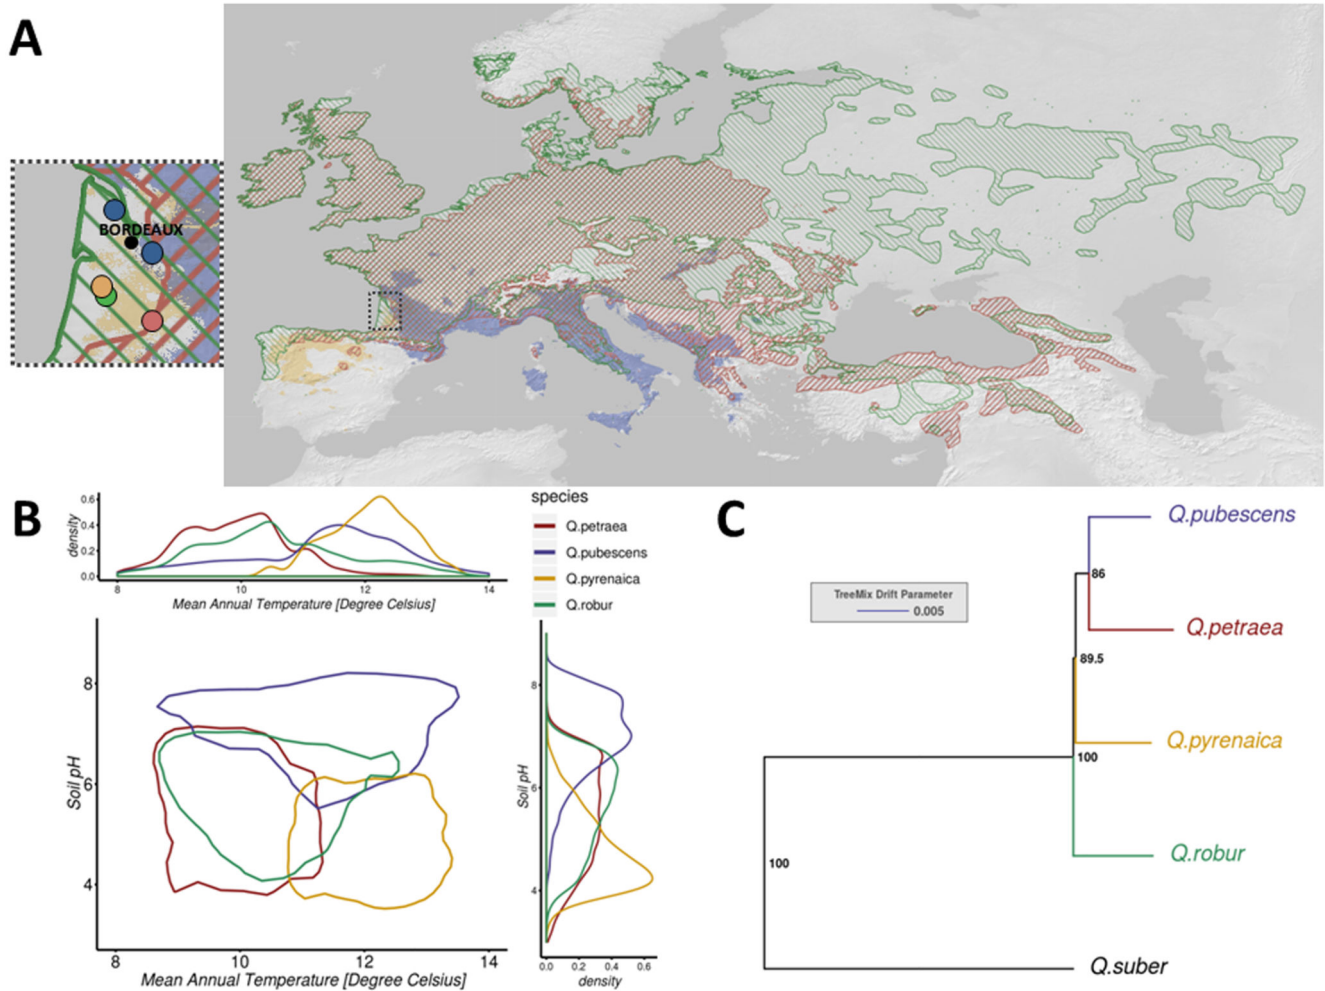 A
BORDEAUX
B
density
0.6
0.4
0.2
0.0
8
10
12
14
Mean Annual Temperature [Degree Celsius]
species
Q.petraea
Q.pubescens
Q.pyrenaica
Q.robur
Soil pH
8
6
4
8
10
12
14
Mean Annual Temperature [Degree Celsius]
Soil pH
8
6
4
0.0
0.2
0.4
0.6
density
C
TreeMix Drift Parameter
0.005
Q.pubescens
86
Q.petraea
89.5
Q.pyrenaica
100
Q.robur
100
Q.suber